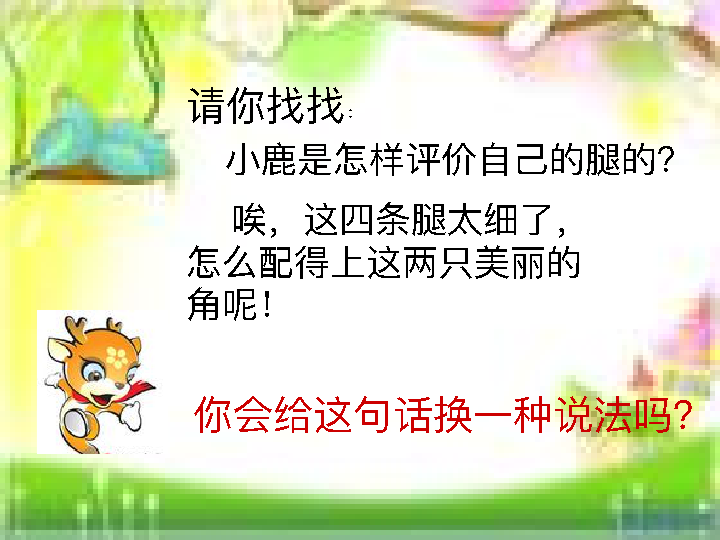 请你找找：
小鹿是怎样评价自己的腿的？
唉，这四条腿太细了，
怎么配得上这两只美丽的
角呢！
你会给这句话换一种说法吗？